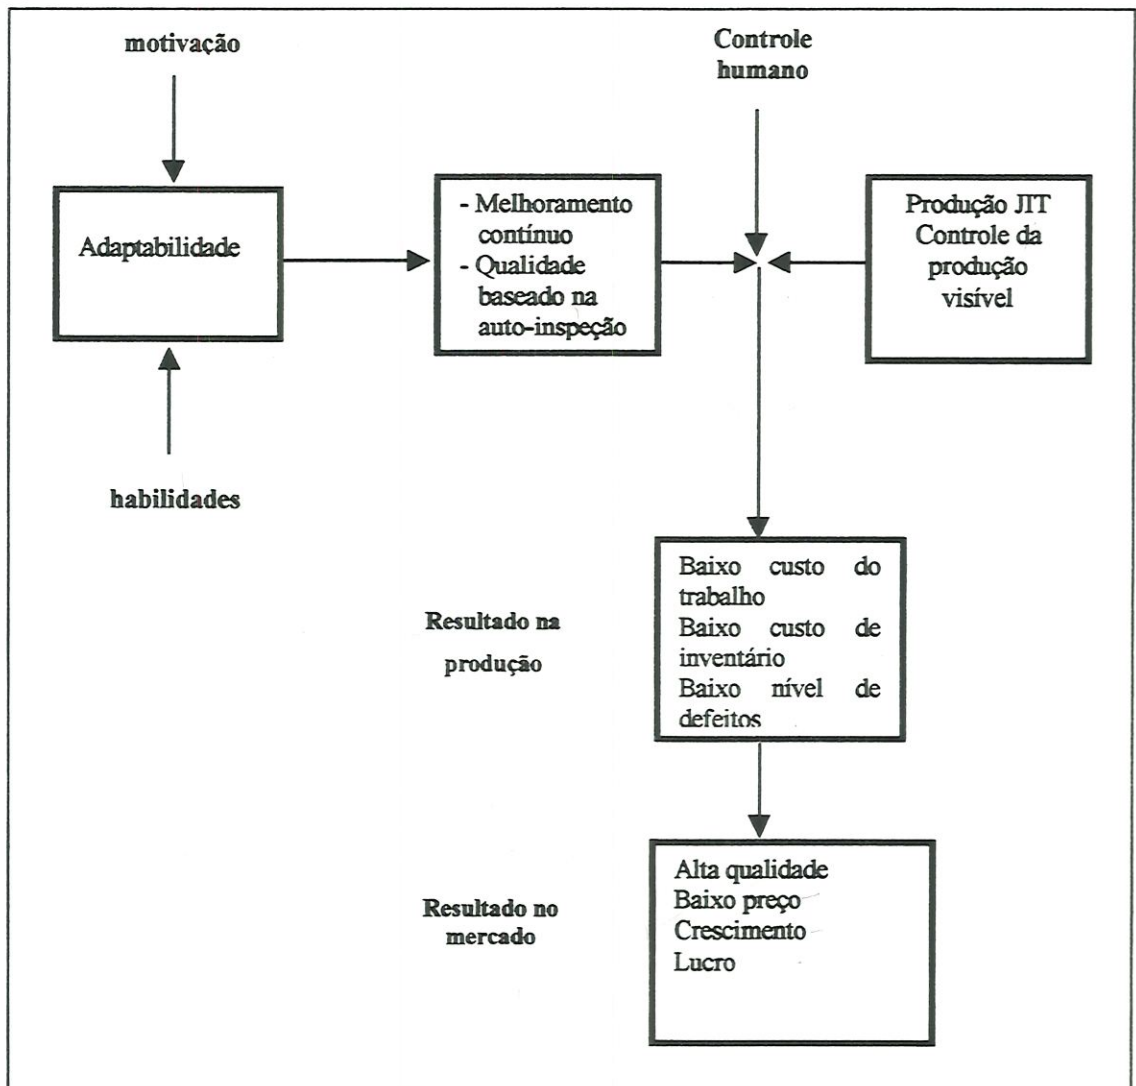 motivação
Controle
humano
Adaptabilidade
- Melhoramento
contínuo
- Qualidade
baseado na
auto-inspeção
Produção JIT
Controle da
produção
visível
habilidades
Resultado na
produção
Baixo custo do
trabalho
Baixo custo de
inventário
Baixo nível de
defeitos
Resultado no
mercado
Alta qualidade
Baixo preço
Crescimento
Lucro